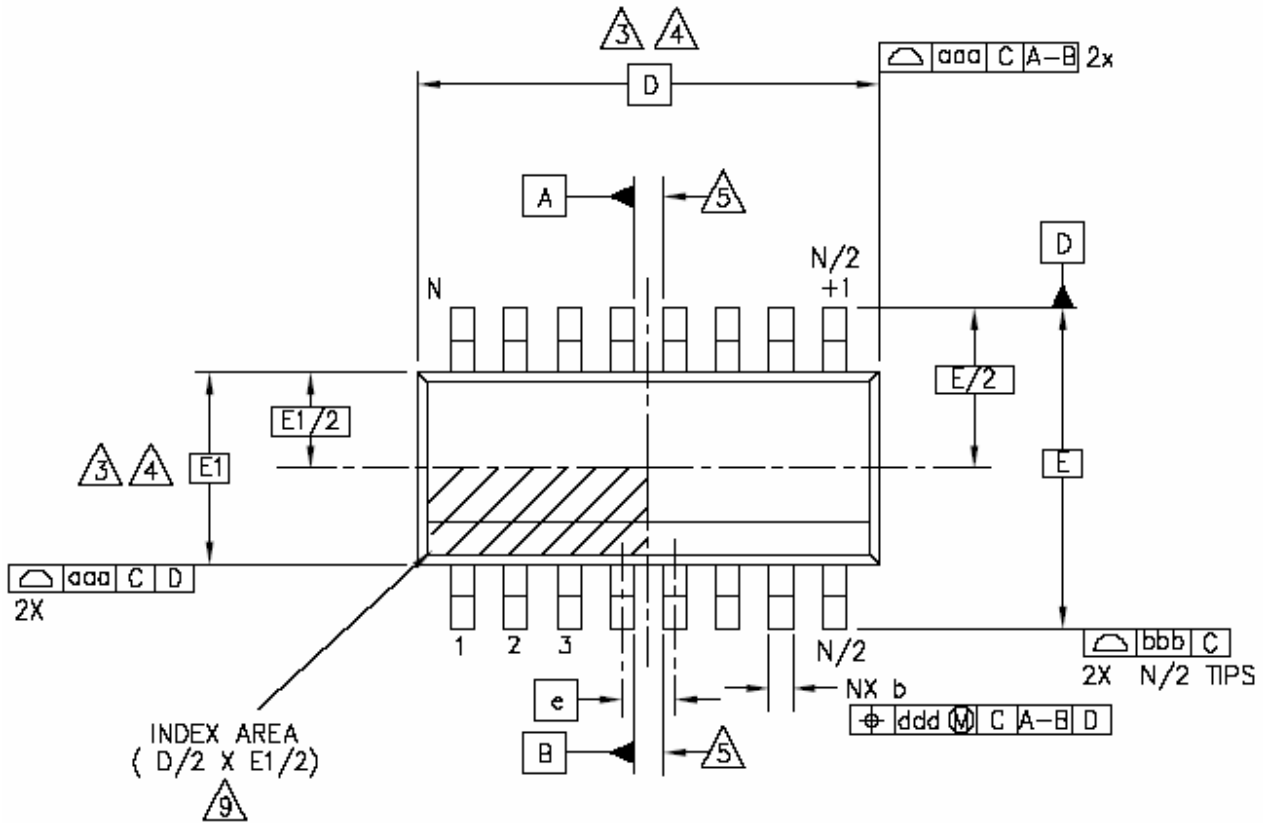 3 4
aaa C A-B 2x
D
A
5
D
N/2
+1
N
E/2
E1/2
3 4
E1
E
aaa C D
2X
1 2 3
N/2
bbb C
2X N/2 TIPS
e
NX b
ddd M C A-B D
B
5
INDEX AREA
( D/2 X E1/2)
9